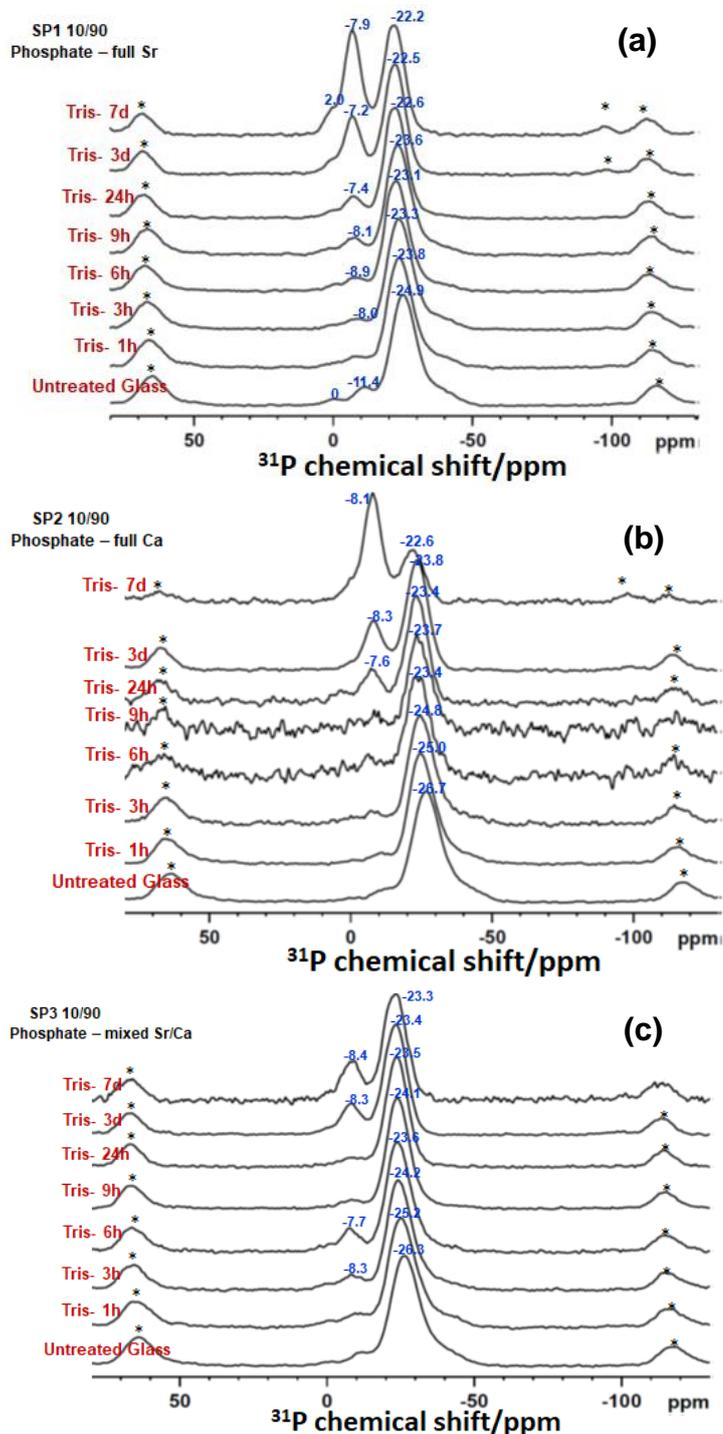 SP1 10/90
Phosphate – full Sr
(a)
-7.9
-22.2
-22.5
2.0
-7.2
-22.6
Tris- 7d
* * *
-23.6
Tris- 3d
* * *
-23.1
Tris- 24h
* *
-7.4
-23.3
Tris- 9h
* *
-8.1
-23.8
Tris- 6h
* *
-8.9
-24.9
Tris- 3h
* *
-8.0
Tris- 1h
* *
Untreated Glass
* *
0
-11.4
50 0 -50 -100 ppm
³¹P chemical shift/ppm
SP2 10/90
Phosphate – full Ca
(b)
-8.1
-22.6
-23.8
Tris- 7d
* * *
-23.4
-8.3
-23.7
Tris- 3d
* *
-7.6
-23.4
Tris- 24h
* *
-24.8
Tris- 9h
*
-25.0
Tris- 6h
* *
-26.7
Tris- 3h
* *
Tris- 1h
* *
Untreated Glass
* *
50 0 -50 -100 ppm
³¹P chemical shift/ppm
SP3 10/90
Phosphate – mixed Sr/Ca
(c)
-23.3
-23.4
-8.4
-23.5
Tris- 7d
*
-24.1
-8.3
Tris- 3d
* *
-23.6
Tris- 24h
* *
-24.2
Tris- 9h
* *
-25.2
Tris- 6h
* *
-7.7
-26.3
Tris- 3h
* *
-8.3
Tris- 1h
* *
Untreated Glass
* *
50 0 -50 -100 ppm
³¹P chemical shift/ppm